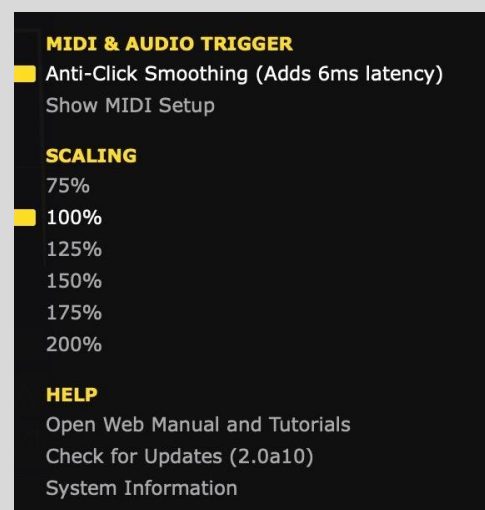 MIDI & AUDIO TRIGGER
Anti-Click Smoothing (Adds 6ms latency)
Show MIDI Setup
SCALING
75%
100%
125%
150%
175%
200%
HELP
Open Web Manual and Tutorials
Check for Updates (2.0a10)
System Information